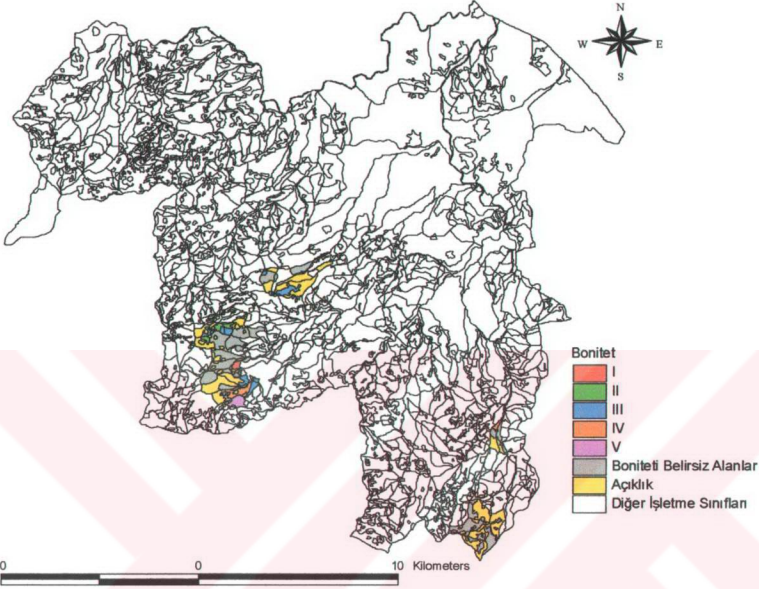 N
W E
S
Bonitet
I
II
III
IV
V
Boniteti Belirsiz Alanlar
Açıklık
Diğer İşletme Sınıfları
0 0 10 Kilometers